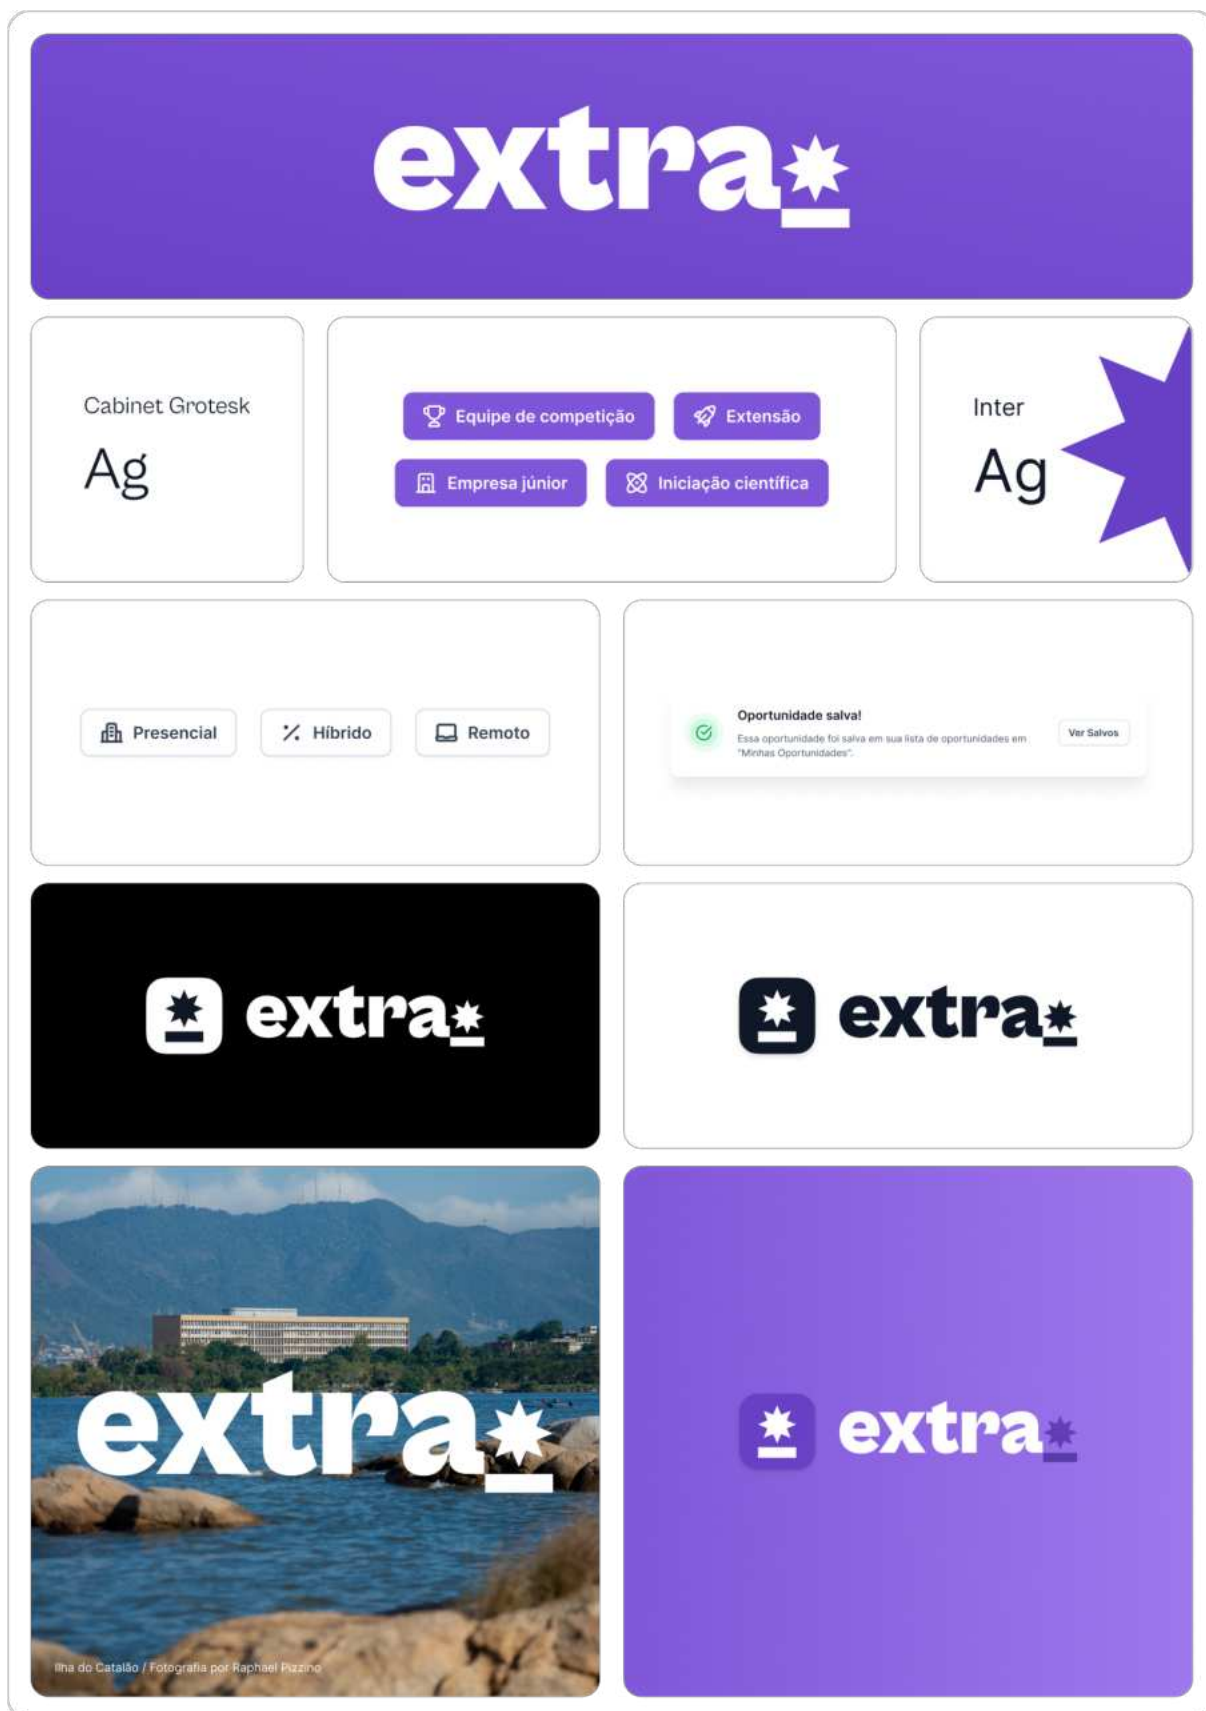 extra
Cabinet Grotesk
Ag
Equipe de competição
Extensão
Empresa júnior
Iniciação científica
Inter
Ag
Presencial
Híbrido
Remoto
Oportunidade salva!
Essa oportunidade foi salva em sua lista de oportunidades em
"Minhas Oportunidades".
Ver Salvos
extra
extra
extra
Ilha do Catalão / Fotografia por Raphael Pizzino
extra